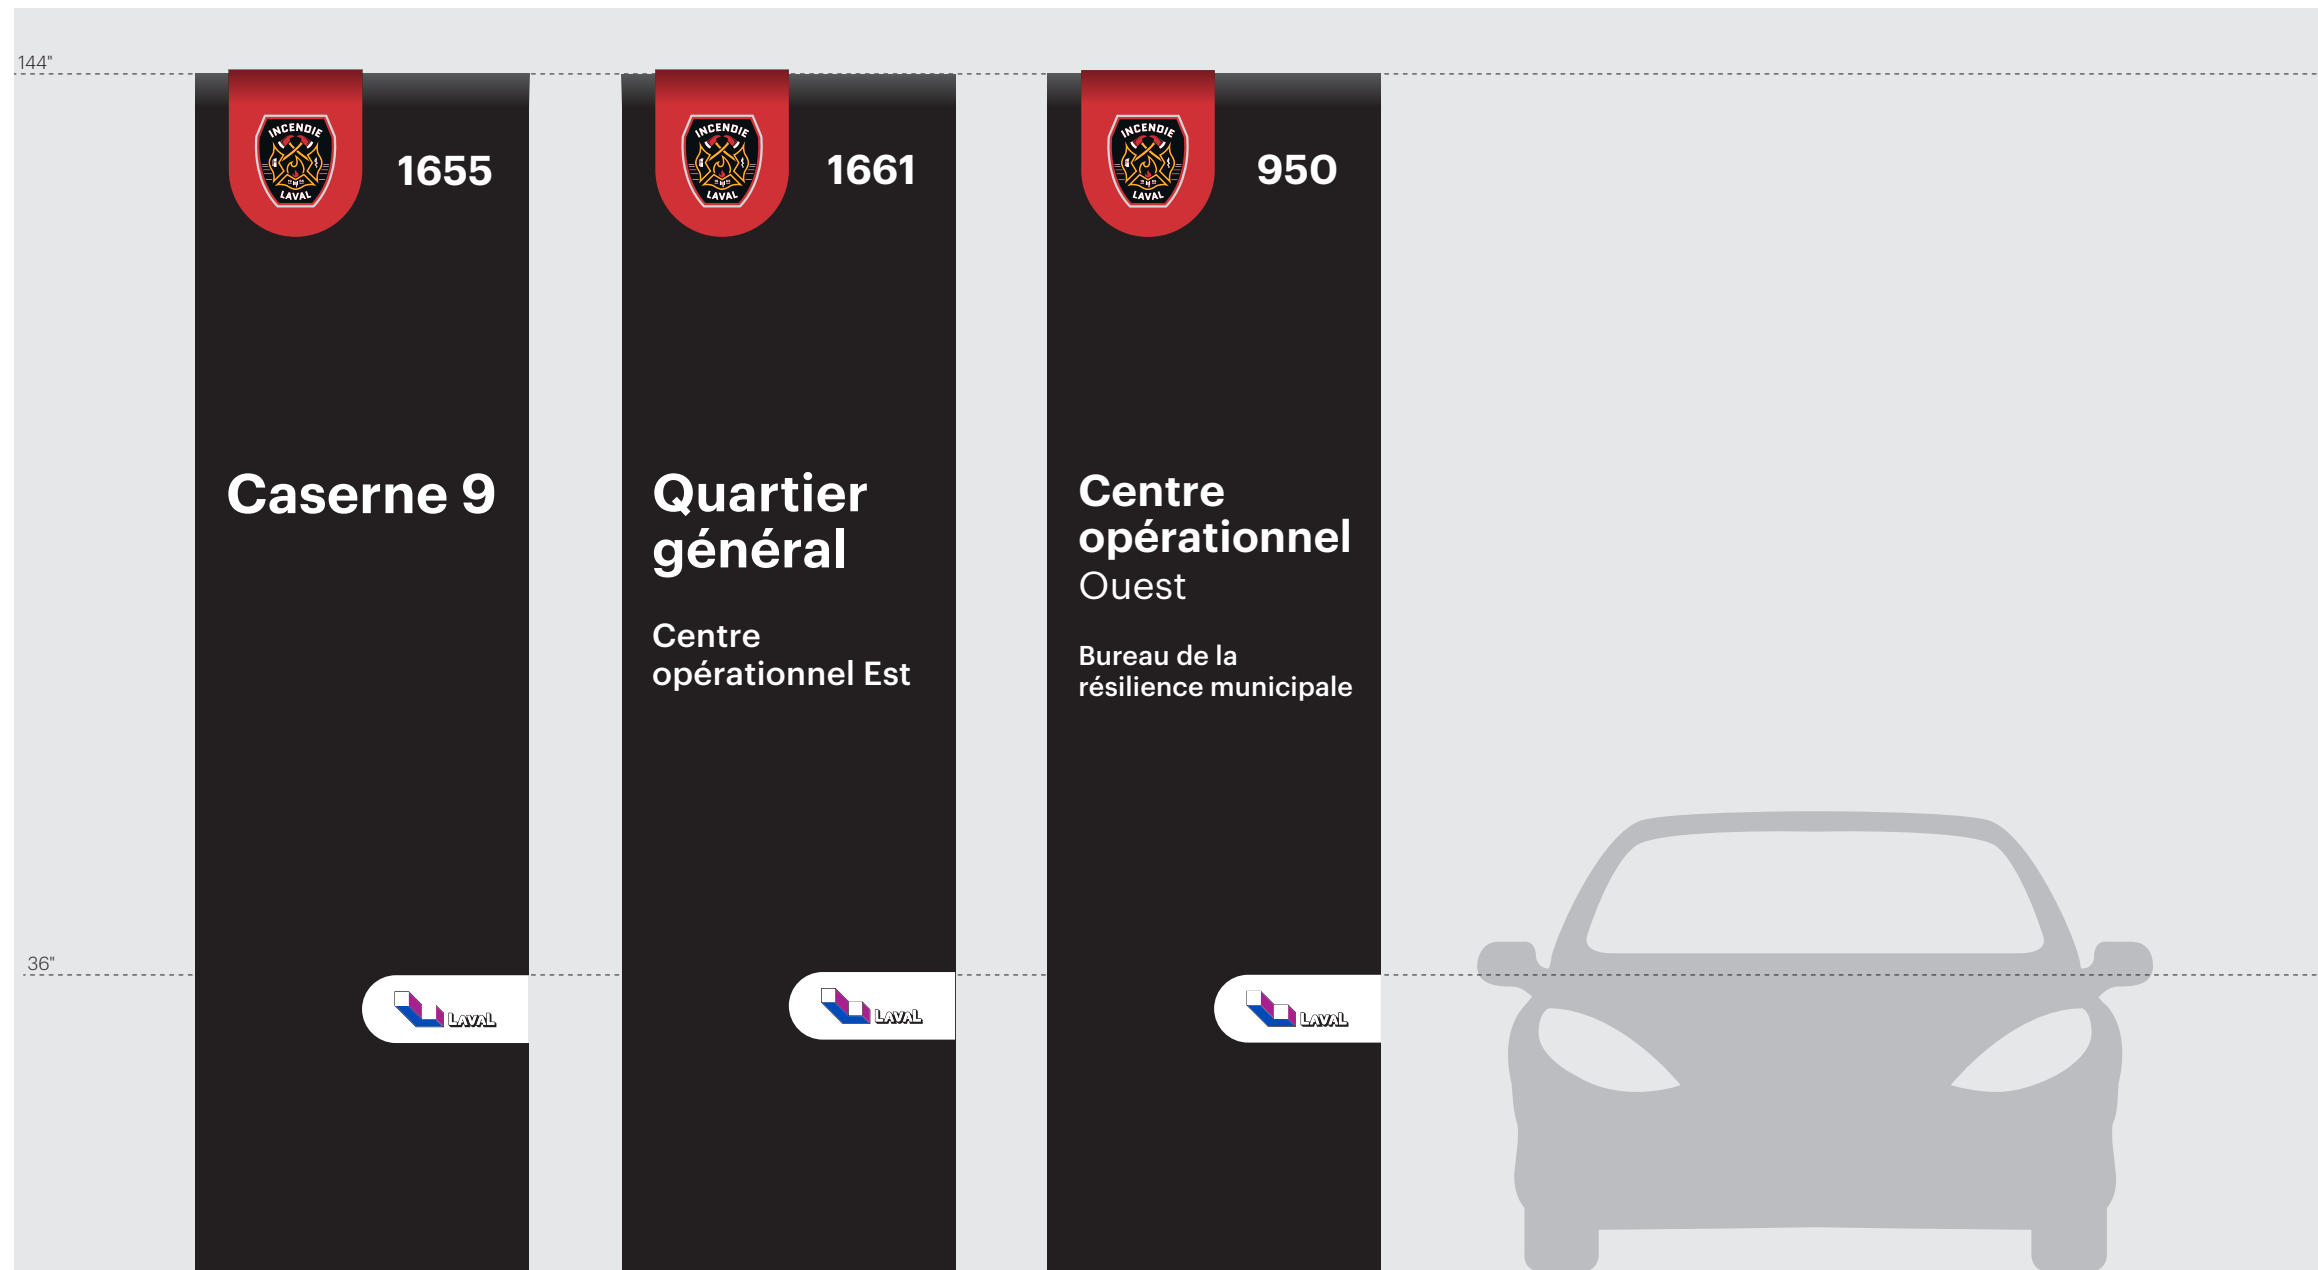 144"
INCENDIE
LAVAL
1655
Caserne 9
LAVAL
INCENDIE
LAVAL
1661
Quartier
général
Centre
opérationnel Est
LAVAL
INCENDIE
LAVAL
950
Centre
opérationnel
Ouest
Bureau de la
résilience municipale
LAVAL
36"